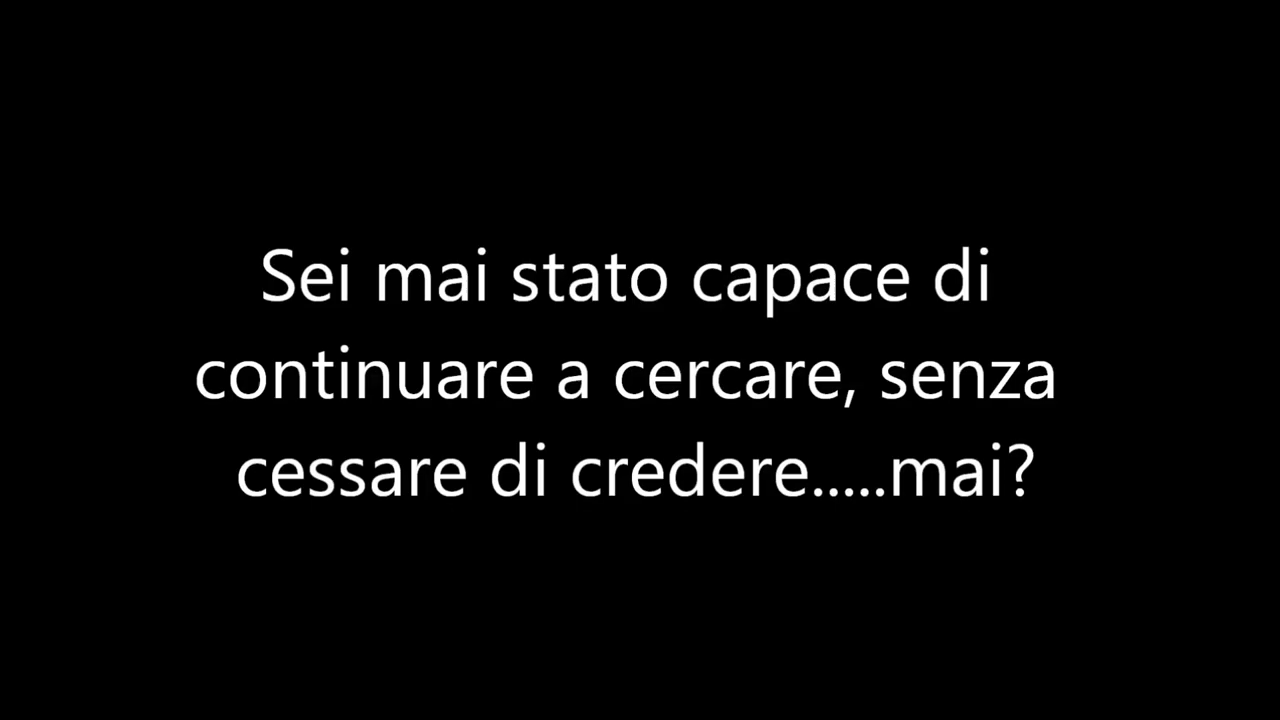 Sei mai stato capace di
continuare a cercare, senza
cessare di credere.....mai?